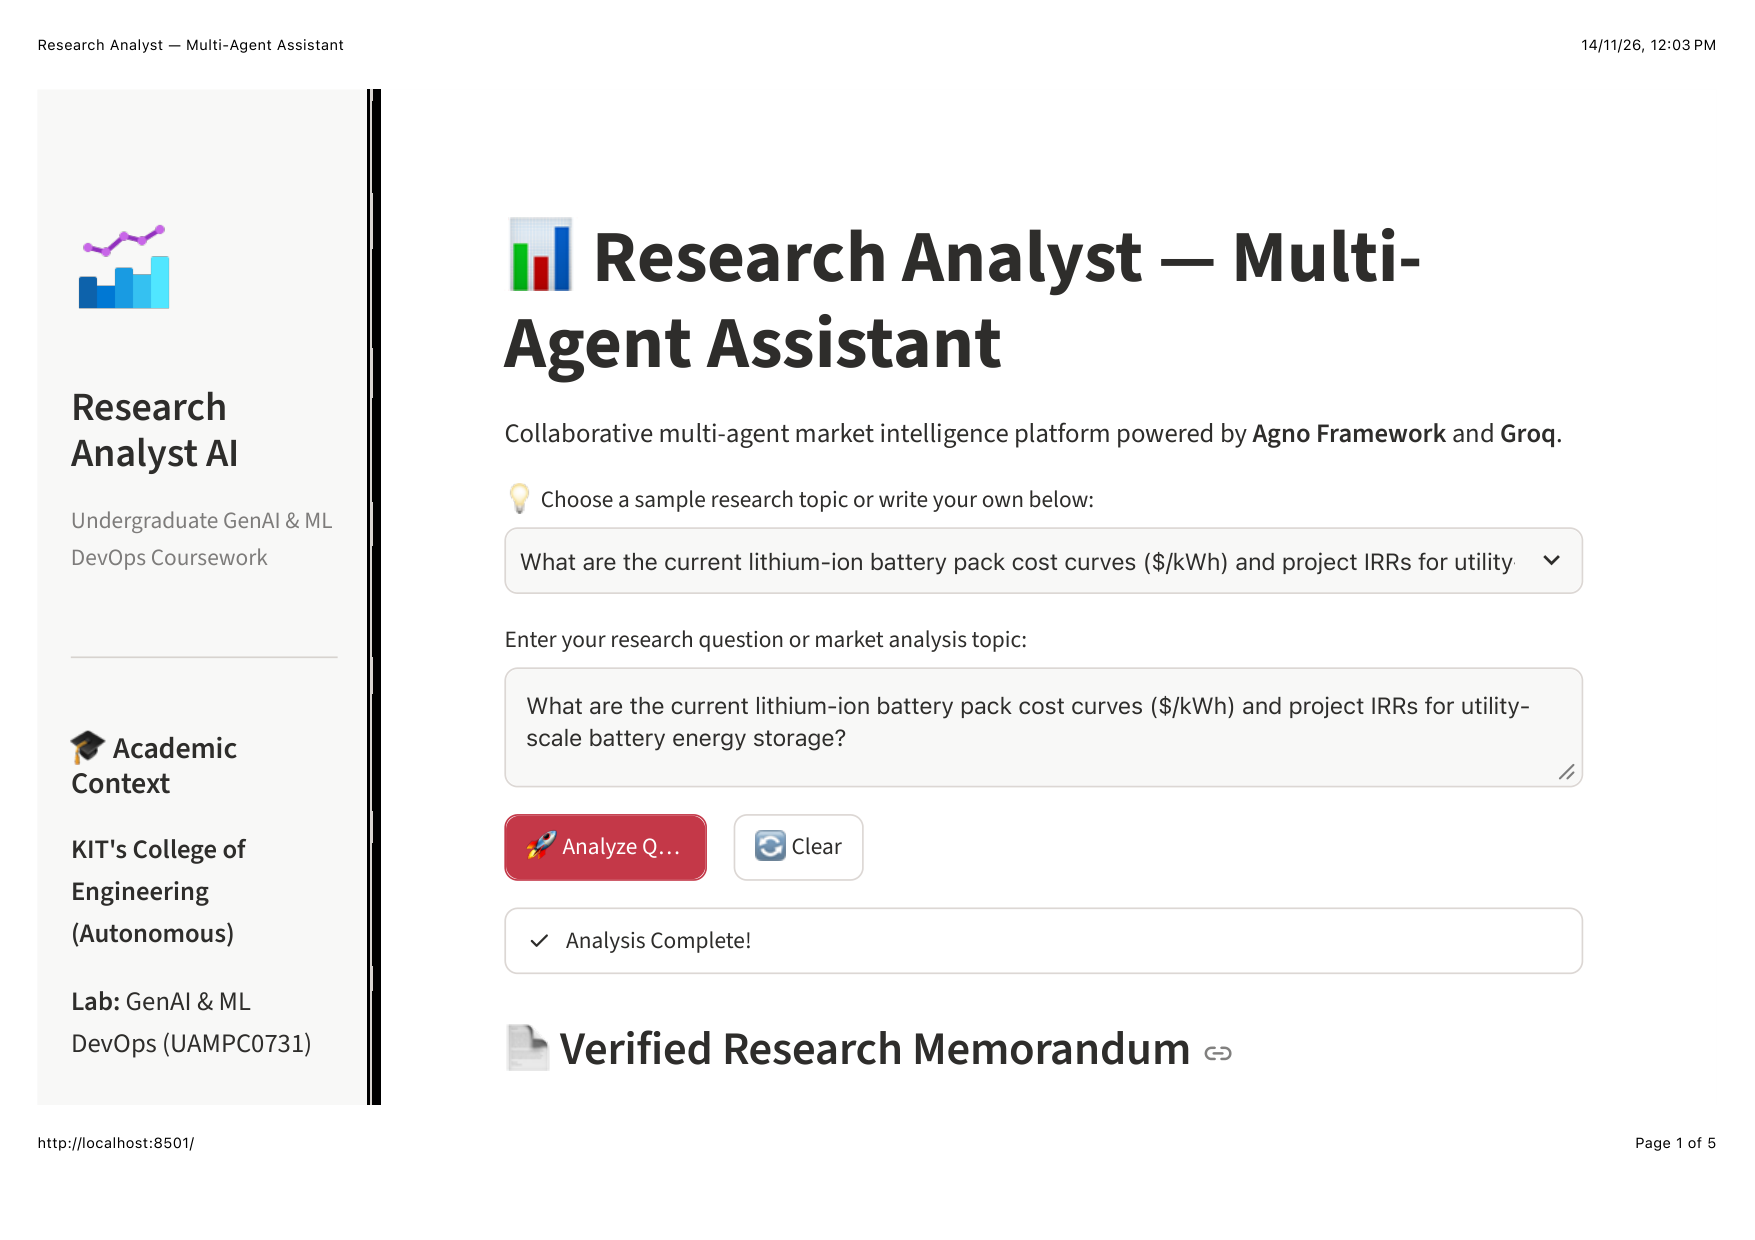 Research Analyst — Multi-Agent Assistant
14/11/26, 12:03 PM
Research
Analyst AI
Undergraduate GenAI & ML
DevOps Coursework
🎓 Academic
Context
KIT's College of
Engineering
(Autonomous)
Lab: GenAI & ML
DevOps (UAMPC0731)
📊 Research Analyst — Multi-
Agent Assistant
Collaborative multi-agent market intelligence platform powered by Agno Framework and Groq.
💡 Choose a sample research topic or write your own below:
What are the current lithium-ion battery pack cost curves ($/kWh) and project IRRs for utility-
Enter your research question or market analysis topic:
What are the current lithium-ion battery pack cost curves ($/kWh) and project IRRs for utility-
scale battery energy storage?
🚀 Analyze Q…
🔄 Clear
Analysis Complete!
📄 Verified Research Memorandum
http://localhost:8501/
Page 1 of 5